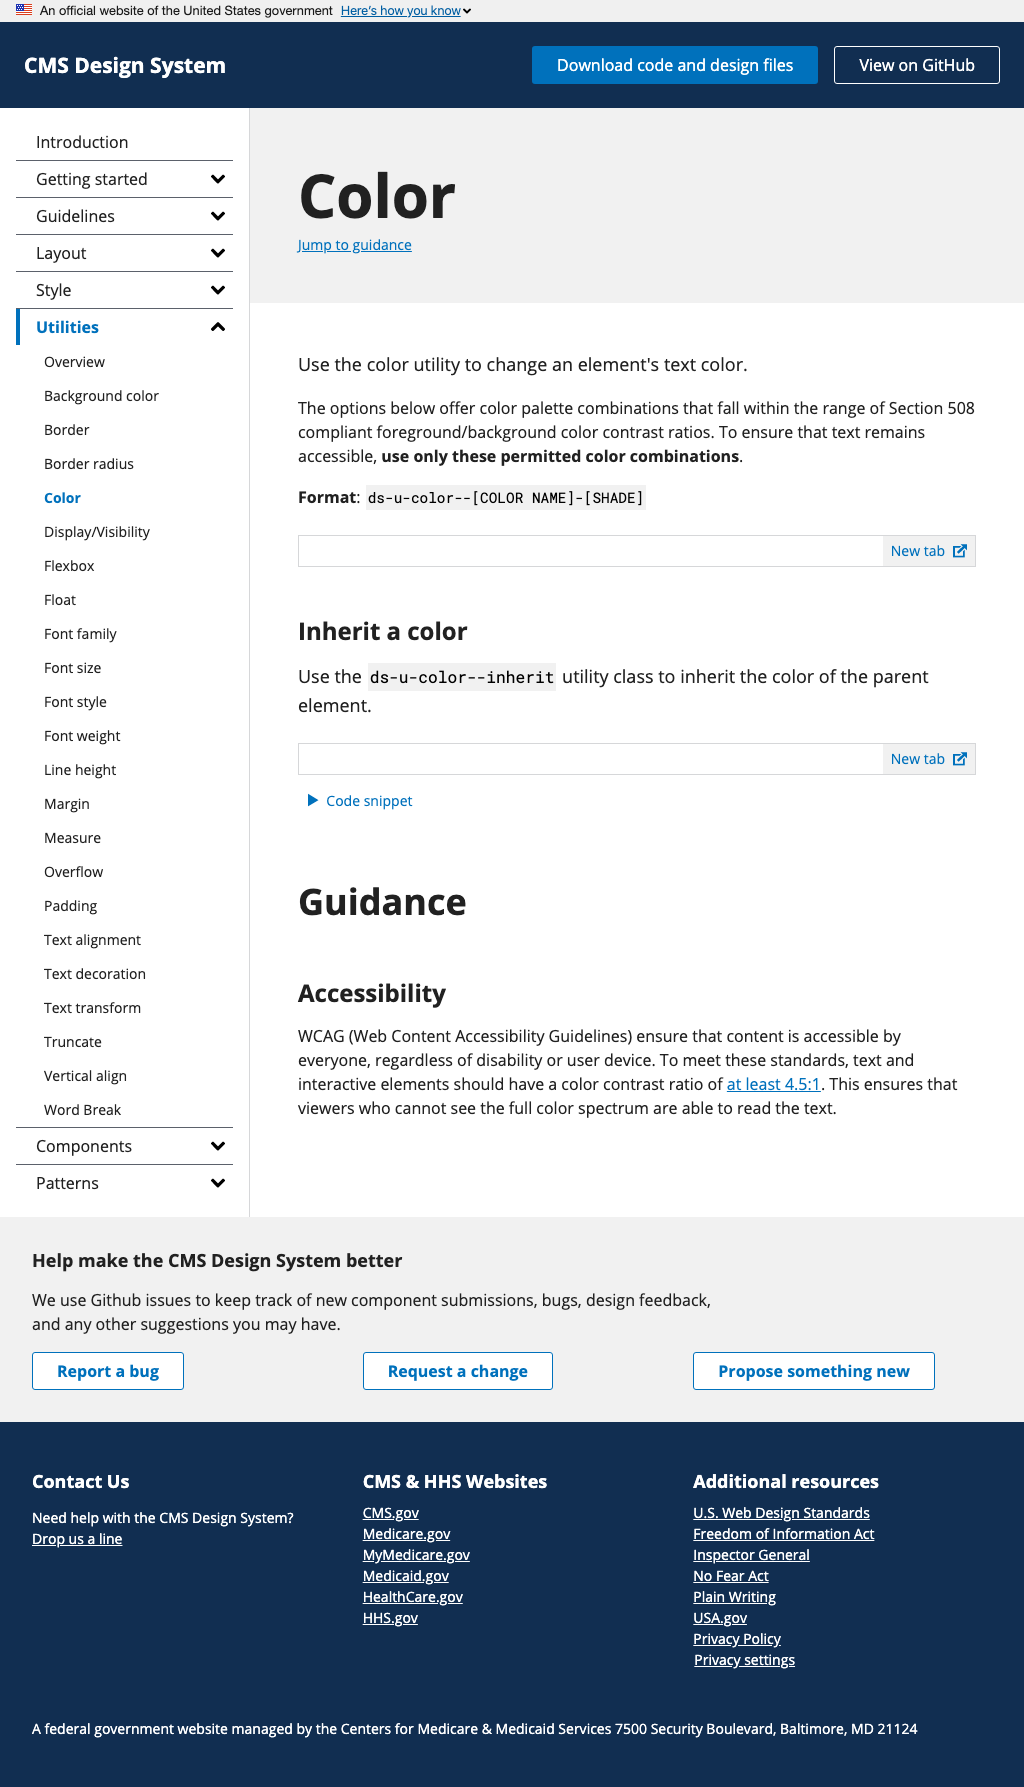 An official website of the United States government Here's how you know
CMS Design System
Download code and design files
View on GitHub
Introduction
Getting started
Guidelines
Layout
Style
Utilities
Overview
Background color
Border
Border radius
Color
Display/Visibility
Flexbox
Float
Font family
Font size
Font style
Font weight
Line height
Margin
Measure
Overflow
Padding
Text alignment
Text decoration
Text transform
Truncate
Vertical align
Word Break
Components
Patterns
Color
Jump to guidance
Use the color utility to change an element's text color.
The options below offer color palette combinations that fall within the range of Section 508
compliant foreground/background color contrast ratios. To ensure that text remains
accessible, use only these permitted color combinations.
Format: ds-u-color--[COLOR NAME]-[SHADE]
New tab
Inherit a color
Use the ds-u-color--inherit utility class to inherit the color of the parent
element.
New tab
Code snippet
Guidance
Accessibility
WCAG (Web Content Accessibility Guidelines) ensure that content is accessible by
everyone, regardless of disability or user device. To meet these standards, text and
interactive elements should have a color contrast ratio of at least 4.5:1. This ensures that
viewers who cannot see the full color spectrum are able to read the text.
Help make the CMS Design System better
We use Github issues to keep track of new component submissions, bugs, design feedback,
and any other suggestions you may have.
Report a bug
Request a change
Propose something new
Contact Us
Need help with the CMS Design System?
Drop us a line
CMS & HHS Websites
CMS.gov
Medicare.gov
MyMedicare.gov
Medicaid.gov
HealthCare.gov
HHS.gov
Additional resources
U.S. Web Design Standards
Freedom of Information Act
Inspector General
No Fear Act
Plain Writing
USA.gov
Privacy Policy
Privacy settings
A federal government website managed by the Centers for Medicare & Medicaid Services 7500 Security Boulevard, Baltimore, MD 21124